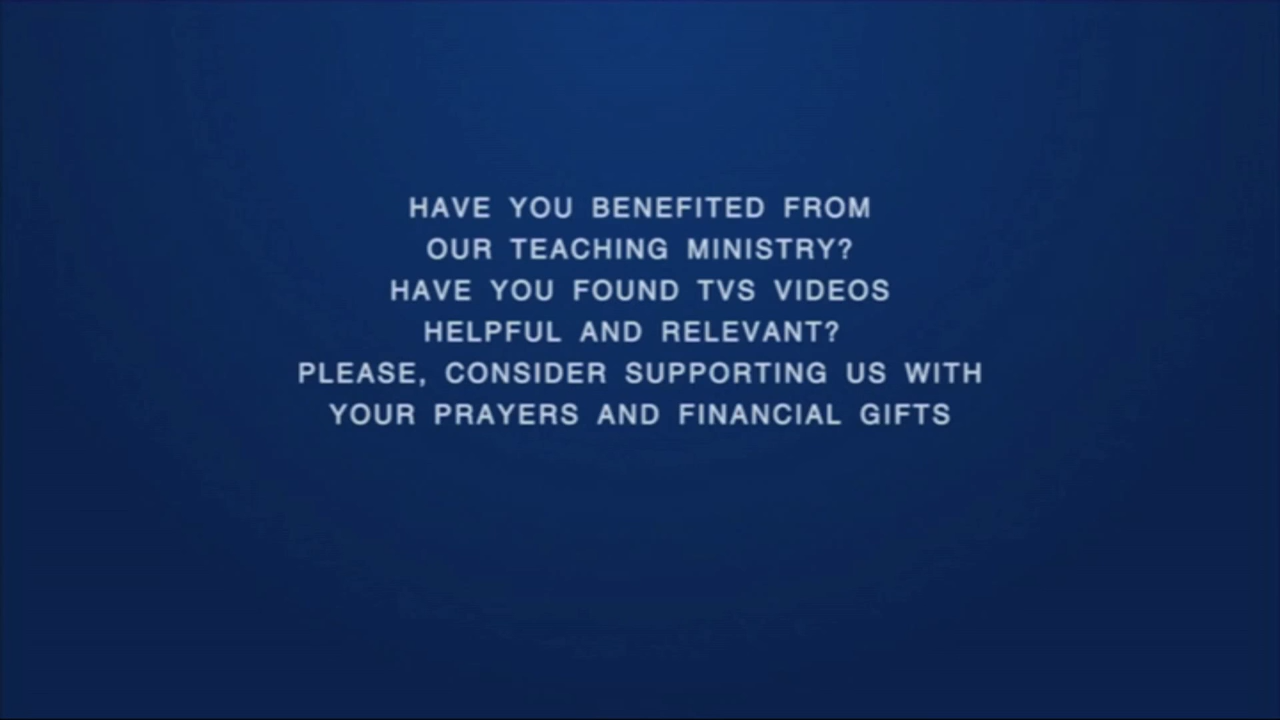 HAVE YOU BENEFITED FROM
OUR TEACHING MINISTRY?
HAVE YOU FOUND TVS VIDEOS
HELPFUL AND RELEVANT?
PLEASE, CONSIDER SUPPORTING US WITH
YOUR PRAYERS AND FINANCIAL GIFTS